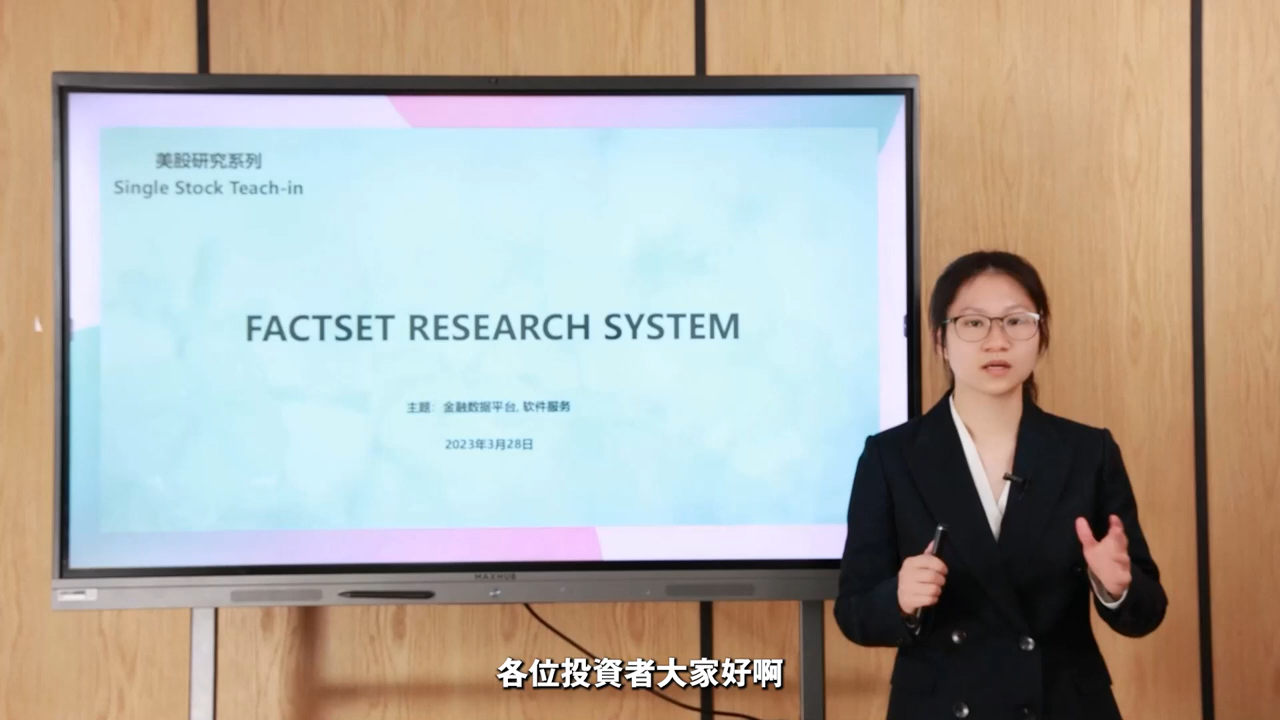 美股研究系列
Single Stock Teach-in
FACTSET RESEARCH SYSTEM
主题: 金融数据平台, 软件服务
2023年3月28日
MAXHUB
各位投資者大家好啊